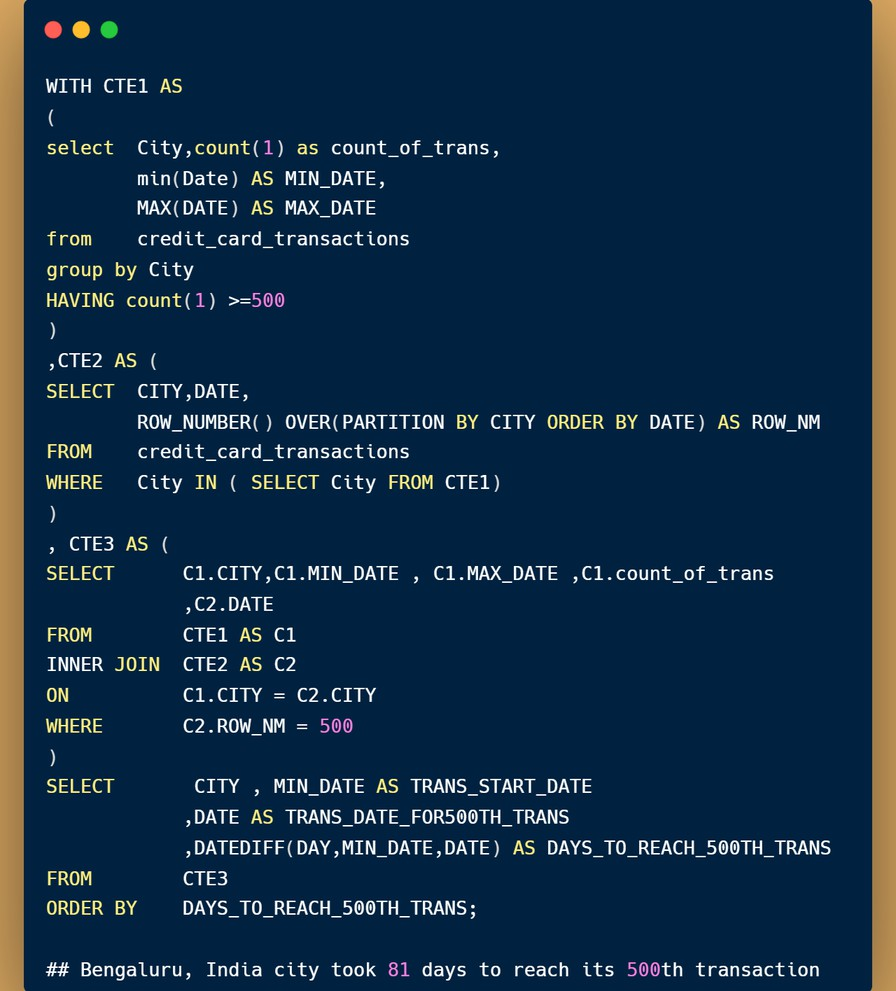 WITH CTE1 AS
(
select  City,count(1) as count_of_trans,
        min(Date) AS MIN_DATE,
        MAX(DATE) AS MAX_DATE
from    credit_card_transactions
group by City
HAVING count(1) >=500
)
,CTE2 AS (
SELECT  CITY,DATE,
        ROW_NUMBER() OVER(PARTITION BY CITY ORDER BY DATE) AS ROW_NM
FROM    credit_card_transactions
WHERE   City IN ( SELECT City FROM CTE1)
)
, CTE3 AS (
SELECT      C1.CITY,C1.MIN_DATE , C1.MAX_DATE ,C1.count_of_trans
            ,C2.DATE
FROM        CTE1 AS C1
INNER JOIN  CTE2 AS C2
ON          C1.CITY = C2.CITY
WHERE       C2.ROW_NM = 500
)
SELECT       CITY , MIN_DATE AS TRANS_START_DATE
            ,DATE AS TRANS_DATE_FOR500TH_TRANS
            ,DATEDIFF(DAY,MIN_DATE,DATE) AS DAYS_TO_REACH_500TH_TRANS
FROM        CTE3
ORDER BY    DAYS_TO_REACH_500TH_TRANS;
## Bengaluru, India city took 81 days to reach its 500th transaction